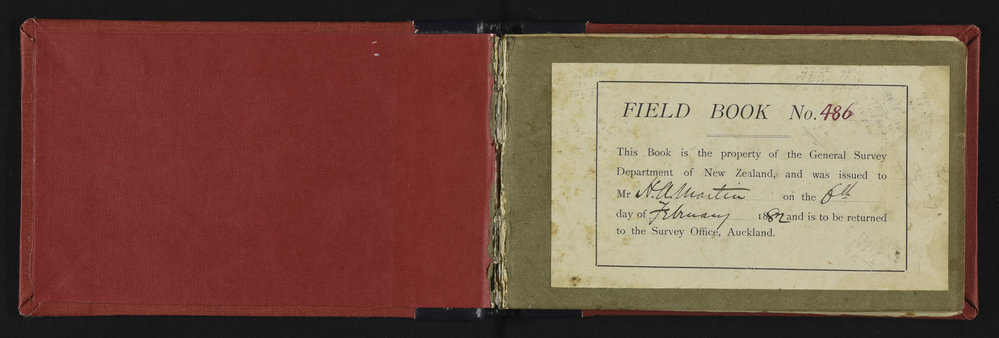 FIELD BOOK No. 486
This Book is the property of the General Survey
Department of New Zealand, and was issued to
Mr H. A. Martin on the 6th
day of February 1882 and is to be returned
to the Survey Office, Auckland.